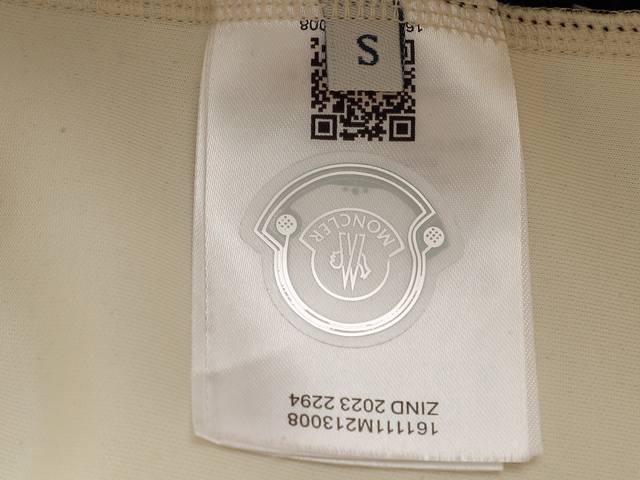 S
161111M213008
ZIND 2023 2294
MONCLER